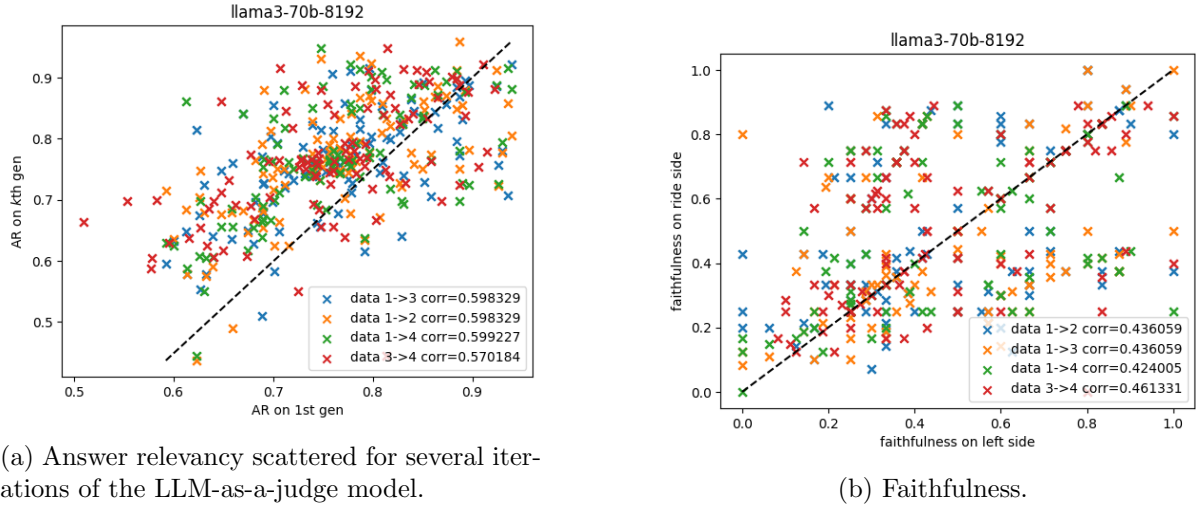 llama3-70b-8192
AR on kth gen
0.9
0.8
0.7
0.6
0.5
data 1->3 corr=0.598329
data 1->2 corr=0.598329
data 1->4 corr=0.599227
data 3->4 corr=0.570184
0.5 0.6 0.7 0.8 0.9
AR on 1st gen
(a) Answer relevancy scattered for several iter-
ations of the LLM-as-a-judge model.
llama3-70b-8192
faithfulness on ride side
1.0
0.8
0.6
0.4
0.2
0.0
data 1->2 corr=0.436059
data 1->3 corr=0.436059
data 1->4 corr=0.424005
data 3->4 corr=0.461331
0.0 0.2 0.4 0.6 0.8 1.0
faithfulness on left side
(b) Faithfulness.